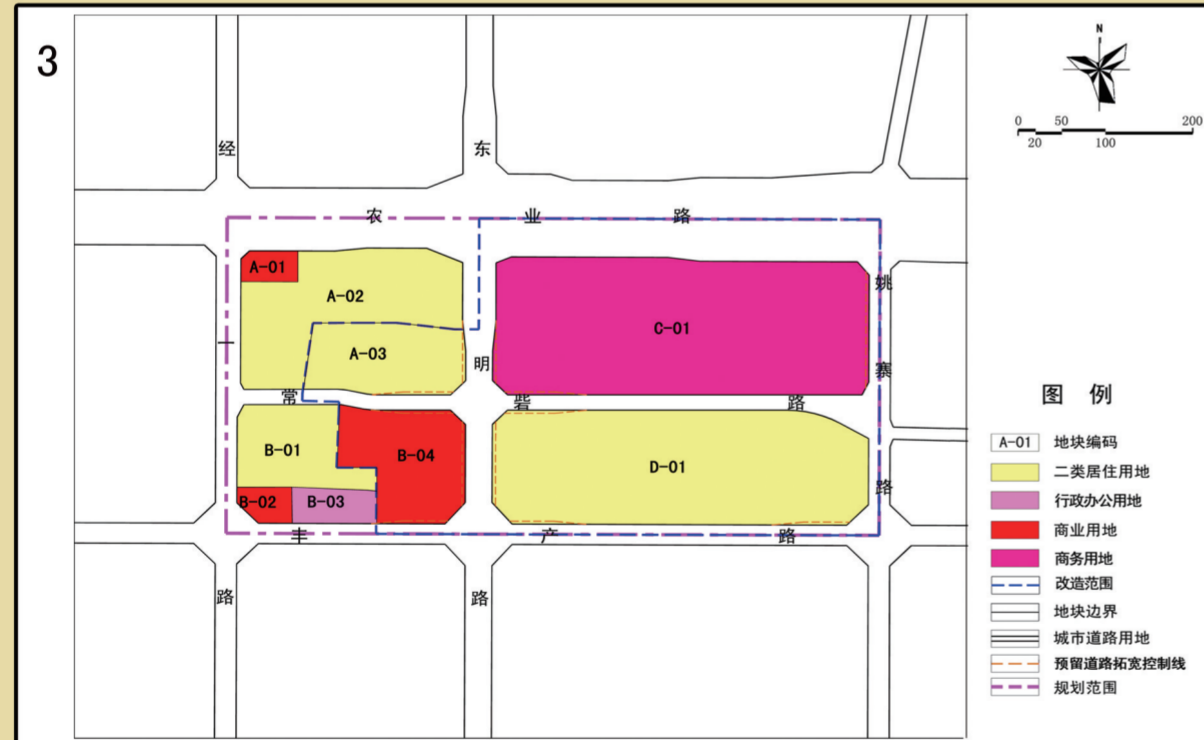 3
N
0 50 200
20 100
经
东
农 业 路
A-01
A-02
姚
C-01
A-03
明
一
寨
常 砦 路
图 例
B-01
B-04
D-01
A-01 地块编码
二类居住用地
B-02 B-03
路
行政办公用地
丰 产 路
商业用地
商务用地
改造范围
路 路
地块边界
城市道路用地
预留道路拓宽控制线
规划范围